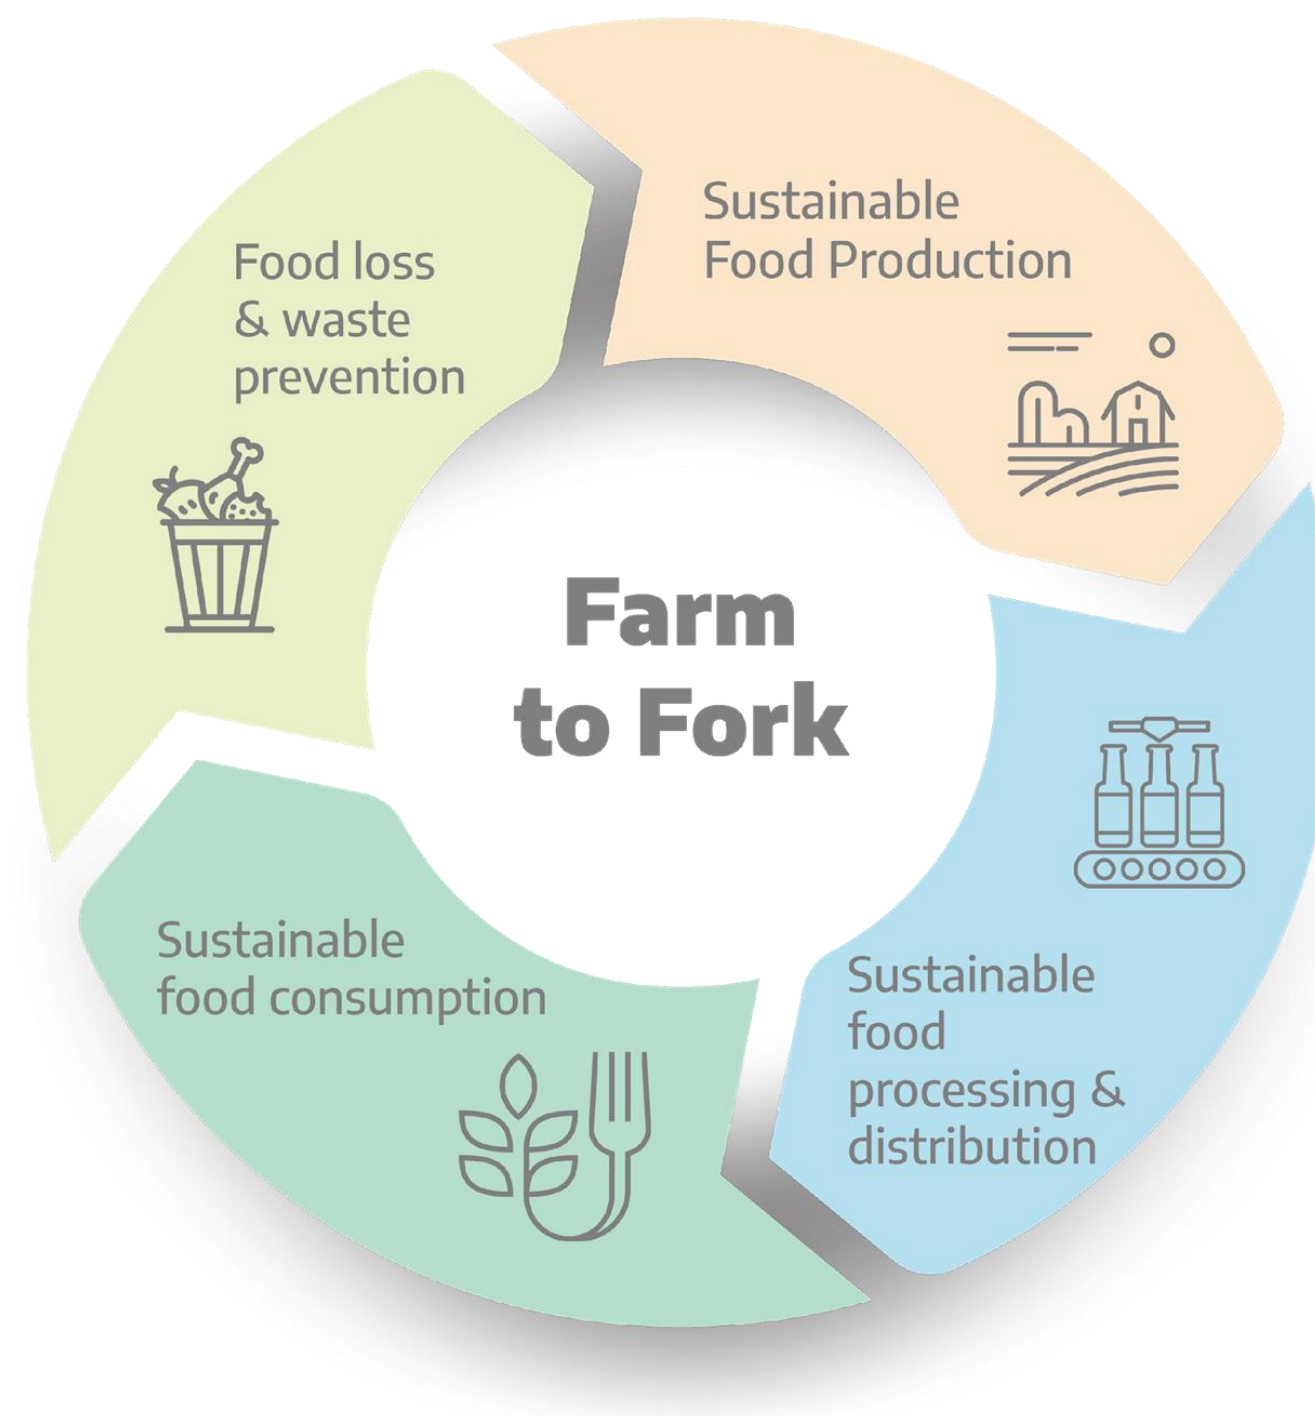 Sustainable
Food Production
Food loss
& waste
prevention
Farm
to Fork
Sustainable
food consumption
Sustainable
food
processing &
distribution